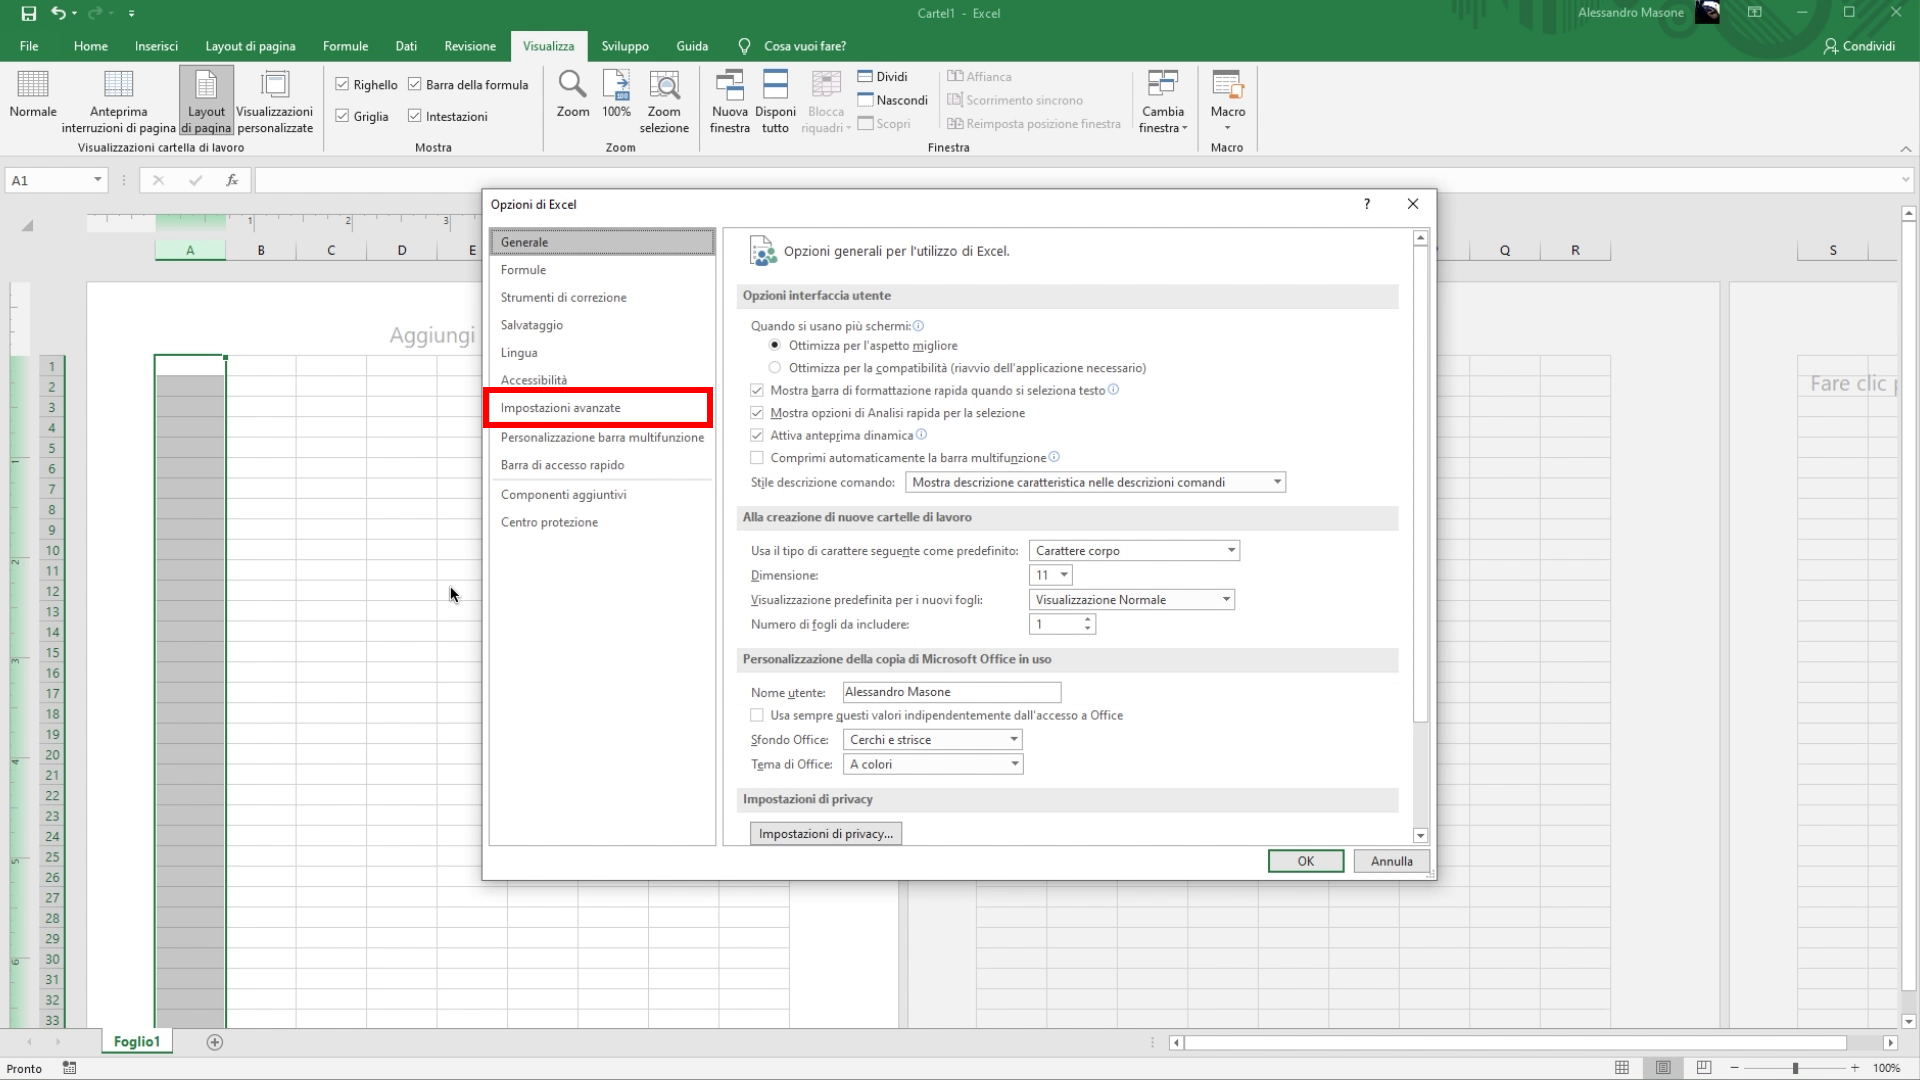 Cartel1 - Excel
Alessandro Masone
File Home Inserisci Layout di pagina Formule Dati Revisione Visualizza Sviluppo Guida Cosa vuoi fare? Condividi
Normale
Anteprima interruzioni di pagina
Layout di pagina
Visualizzazioni personalizzate
Visualizzazioni cartella di lavoro
Righello Barra della formula
Griglia Intestazioni
Mostra
Zoom
100%
Zoom selezione
Zoom
Nuova finestra
Disponi tutto
Blocca riquadri
Dividi
Nascondi
Scopri
Affianca
Scorrimento sincrono
Reimposta posizione finestra
Cambia finestra
Finestra
Macro
Macro
A1
fx
Opzioni di Excel
?
Generale
Formule
Strumenti di correzione
Salvataggio
Lingua
Accessibilità
Impostazioni avanzate
Personalizzazione barra multifunzione
Barra di accesso rapido
Componenti aggiuntivi
Centro protezione
Opzioni generali per l'utilizzo di Excel.
Opzioni interfaccia utente
Quando si usano più schermi:
Ottimizza per l'aspetto migliore
Ottimizza per la compatibilità (riavvio dell'applicazione necessario)
Mostra barra di formattazione rapida quando si seleziona testo
Mostra opzioni di Analisi rapida per la selezione
Attiva anteprima dinamica
Comprimi automaticamente la barra multifunzione
Stile descrizione comando: Mostra descrizione caratteristica nelle descrizioni comandi
Alla creazione di nuove cartelle di lavoro
Usa il tipo di carattere seguente come predefinito: Carattere corpo
Dimensione: 11
Visualizzazione predefinita per i nuovi fogli: Visualizzazione Normale
Numero di fogli da includere: 1
Personalizzazione della copia di Microsoft Office in uso
Nome utente: Alessandro Masone
Usa sempre questi valori indipendentemente dall'accesso a Office
Sfondo Office: Cerchi e strisce
Tema di Office: A colori
Impostazioni di privacy
Impostazioni di privacy...
OK Annulla
1 2 3
A B C D E Q R S
Aggiungi
Fare clic
1
2
3
4
5
6
7
8
9
10
11
12
13
14
15
16
17
18
19
20
21
22
23
24
25
26
27
28
29
30
31
32
33
1
2
3
4
5
6
Foglio1
Pronto
100%